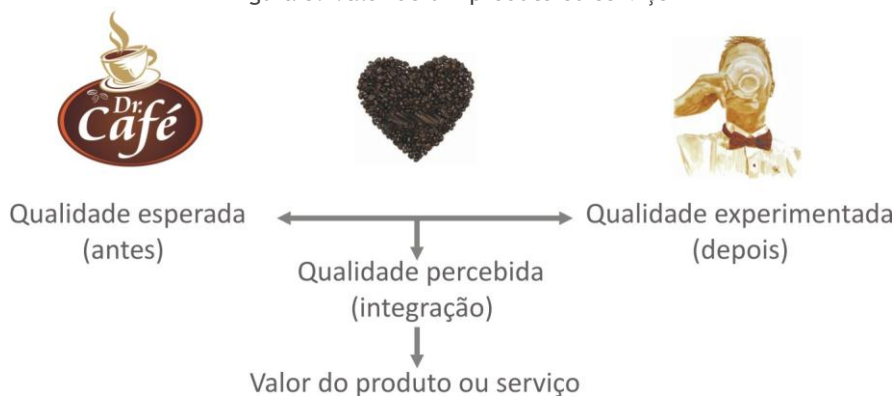 Dr.
Café
Qualidade esperada
(antes)
Qualidade experimentada
(depois)
Qualidade percebida
(integração)
Valor do produto ou serviço